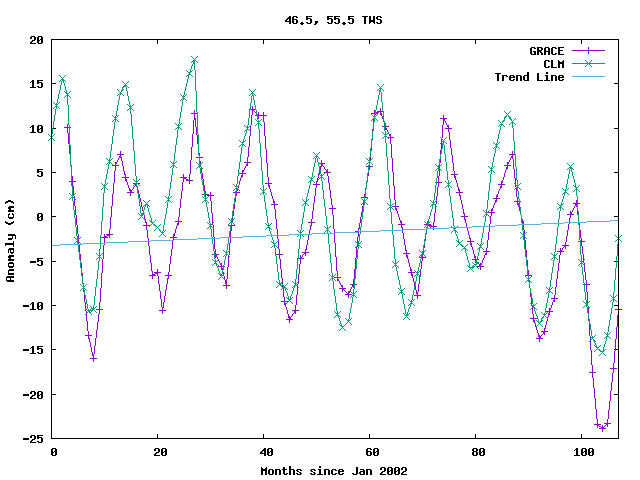 46.5, 55.5 TWS
GRACE
CLM
Trend Line
20
15
10
5
0
-5
-10
-15
-20
-25
Anomaly (cm)
0 20 40 60 80 100
Months since Jan 2002